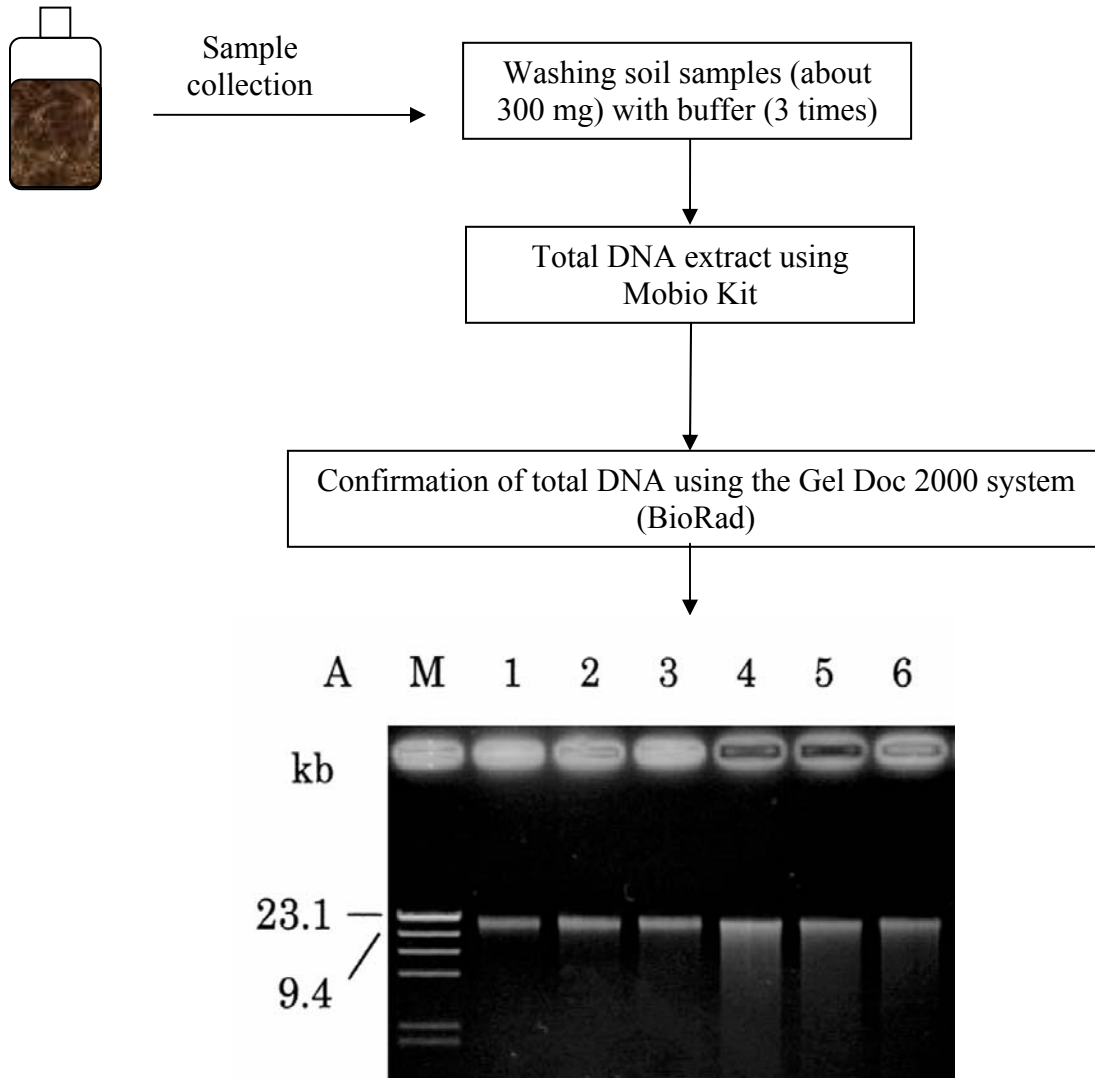 Sample
collection
Washing soil samples (about
300 mg) with buffer (3 times)
Total DNA extract using
Mobio Kit
Confirmation of total DNA using the Gel Doc 2000 system
(BioRad)
A M 1 2 3 4 5 6
kb
23.1
9.4